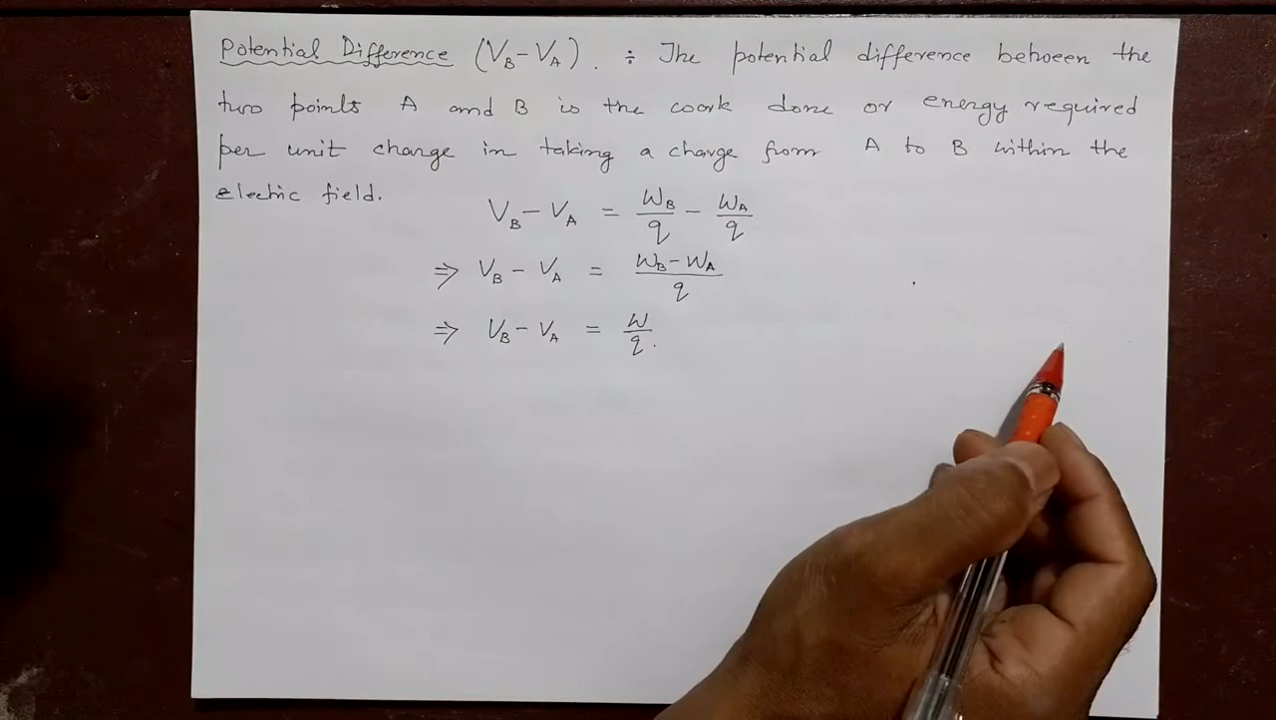 Potential Difference (V_B - V_A). ÷ The potential difference between the
two points A and B is the work done or energy required
per unit charge in taking a charge from A to B within the
electric field.
V_B - V_A = W_B/q - W_A/q
⇒ V_B - V_A = (W_B - W_A)/q
⇒ V_B - V_A = W/q.